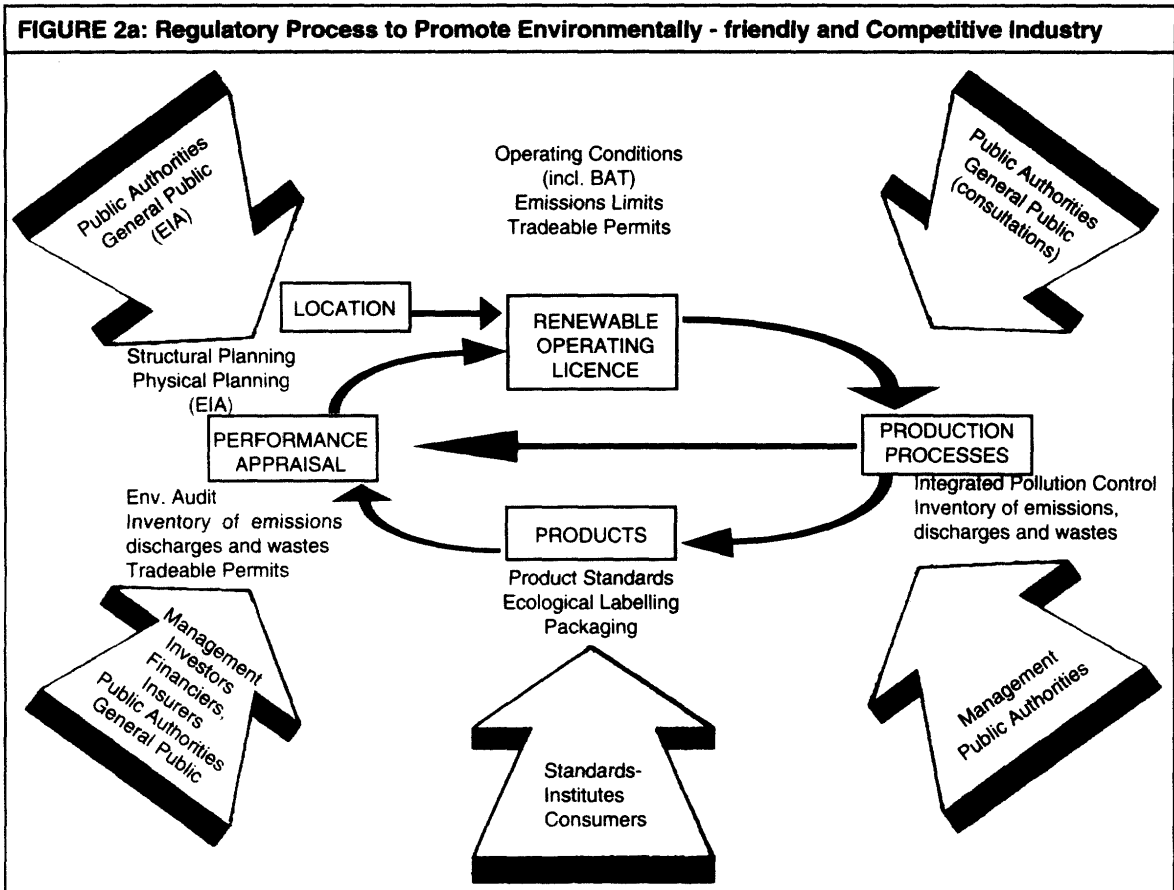 FIGURE 2a: Regulatory Process to Promote Environmentally - friendly and Competitive Industry
Public Authorities
General Public
(EIA)
Operating Conditions
(incl. BAT)
Emissions Limits
Tradeable Permits
Public Authorities
General Public
(consultations)
LOCATION
RENEWABLE
OPERATING
LICENCE
Structural Planning
Physical Planning
(EIA)
PERFORMANCE
APPRAISAL
PRODUCTION
PROCESSES
Env. Audit
Inventory of emissions
discharges and wastes
Tradeable Permits
Integrated Pollution Control
Inventory of emissions,
discharges and wastes
PRODUCTS
Product Standards
Ecological Labelling
Packaging
Management
Investors
Financiers,
Insurers
Public Authorities
General Public
Standards-
Institutes
Consumers
Management
Public Authorities